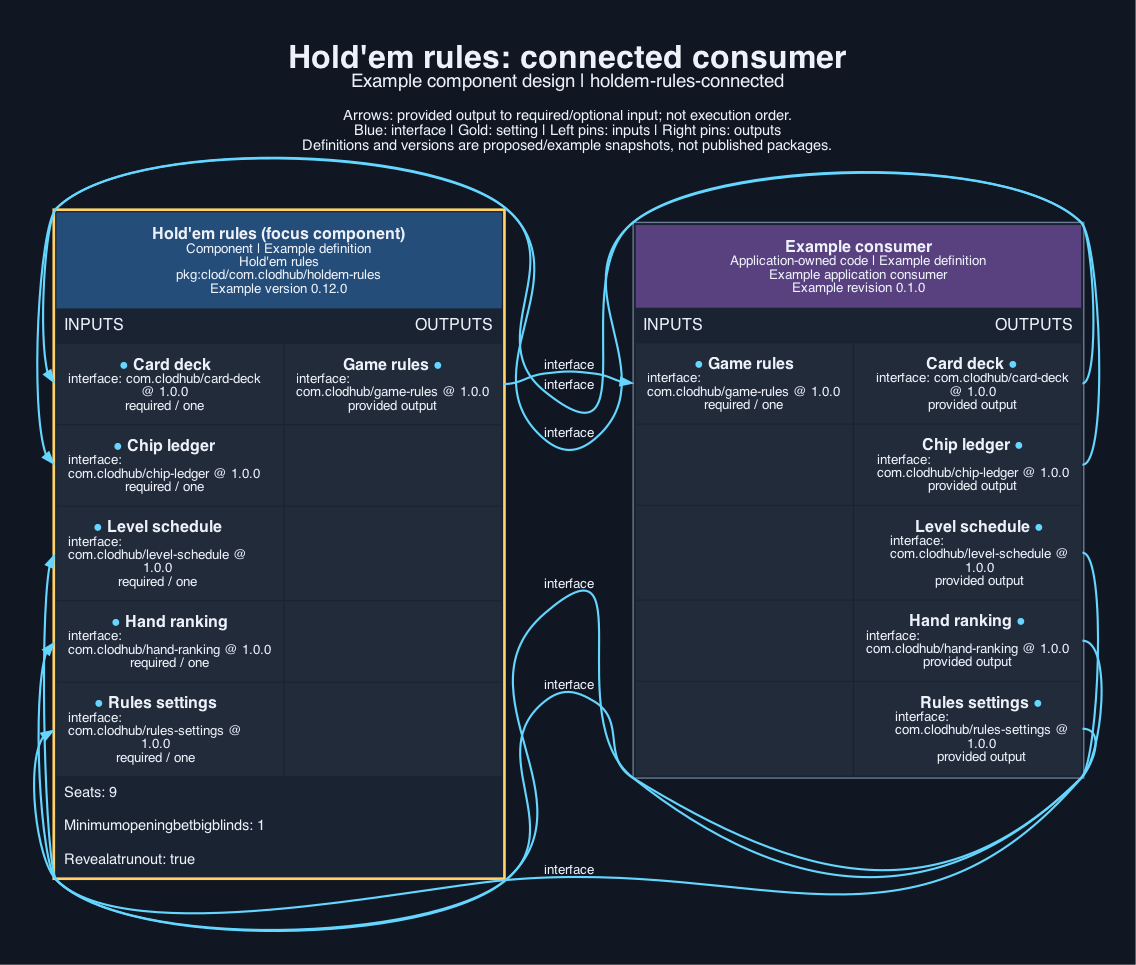 Hold'em rules: connected consumer
Example component design | holdem-rules-connected
Arrows: provided output to required/optional input; not execution order.
Blue: interface | Gold: setting | Left pins: inputs | Right pins: outputs
Definitions and versions are proposed/example snapshots, not published packages.
Hold'em rules (focus component)
Component | Example definition
Hold'em rules
pkg:clod/com.clodhub/holdem-rules
Example version 0.12.0
INPUTS
OUTPUTS
Card deck
interface: com.clodhub/card-deck
@ 1.0.0
required / one
Game rules
interface:
com.clodhub/game-rules @ 1.0.0
provided output
Chip ledger
interface:
com.clodhub/chip-ledger @ 1.0.0
required / one
Level schedule
interface:
com.clodhub/level-schedule @
1.0.0
required / one
Hand ranking
interface:
com.clodhub/hand-ranking @ 1.0.0
required / one
Rules settings
interface:
com.clodhub/rules-settings @
1.0.0
required / one
Seats: 9
Minimumopeningbetbigblinds: 1
Revealatrunout: true
interface
interface
interface
interface
interface
interface
Example consumer
Application-owned code | Example definition
Example application consumer
Example revision 0.1.0
INPUTS
OUTPUTS
Game rules
interface:
com.clodhub/game-rules @ 1.0.0
required / one
Card deck
interface: com.clodhub/card-deck
@ 1.0.0
provided output
Chip ledger
interface:
com.clodhub/chip-ledger @ 1.0.0
provided output
Level schedule
interface:
com.clodhub/level-schedule @
1.0.0
provided output
Hand ranking
interface:
com.clodhub/hand-ranking @ 1.0.0
provided output
Rules settings
interface:
com.clodhub/rules-settings @
1.0.0
provided output